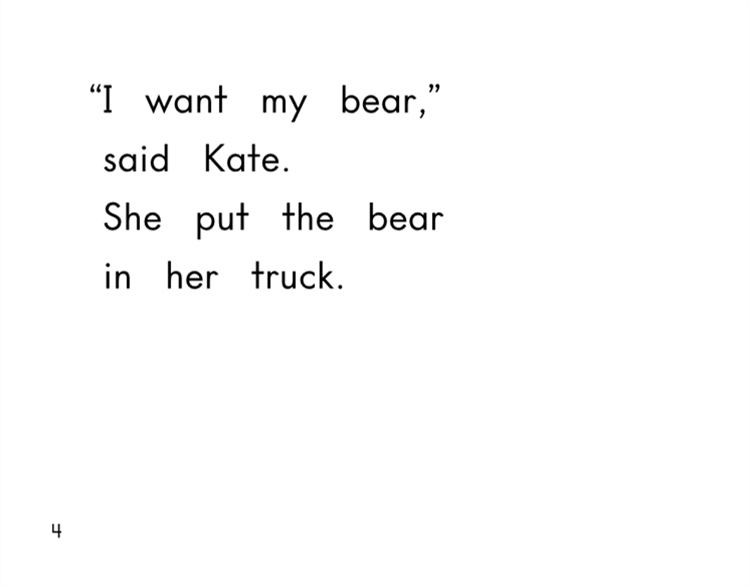 “I want my bear,”
said Kate.
She put the bear
in her truck.
4